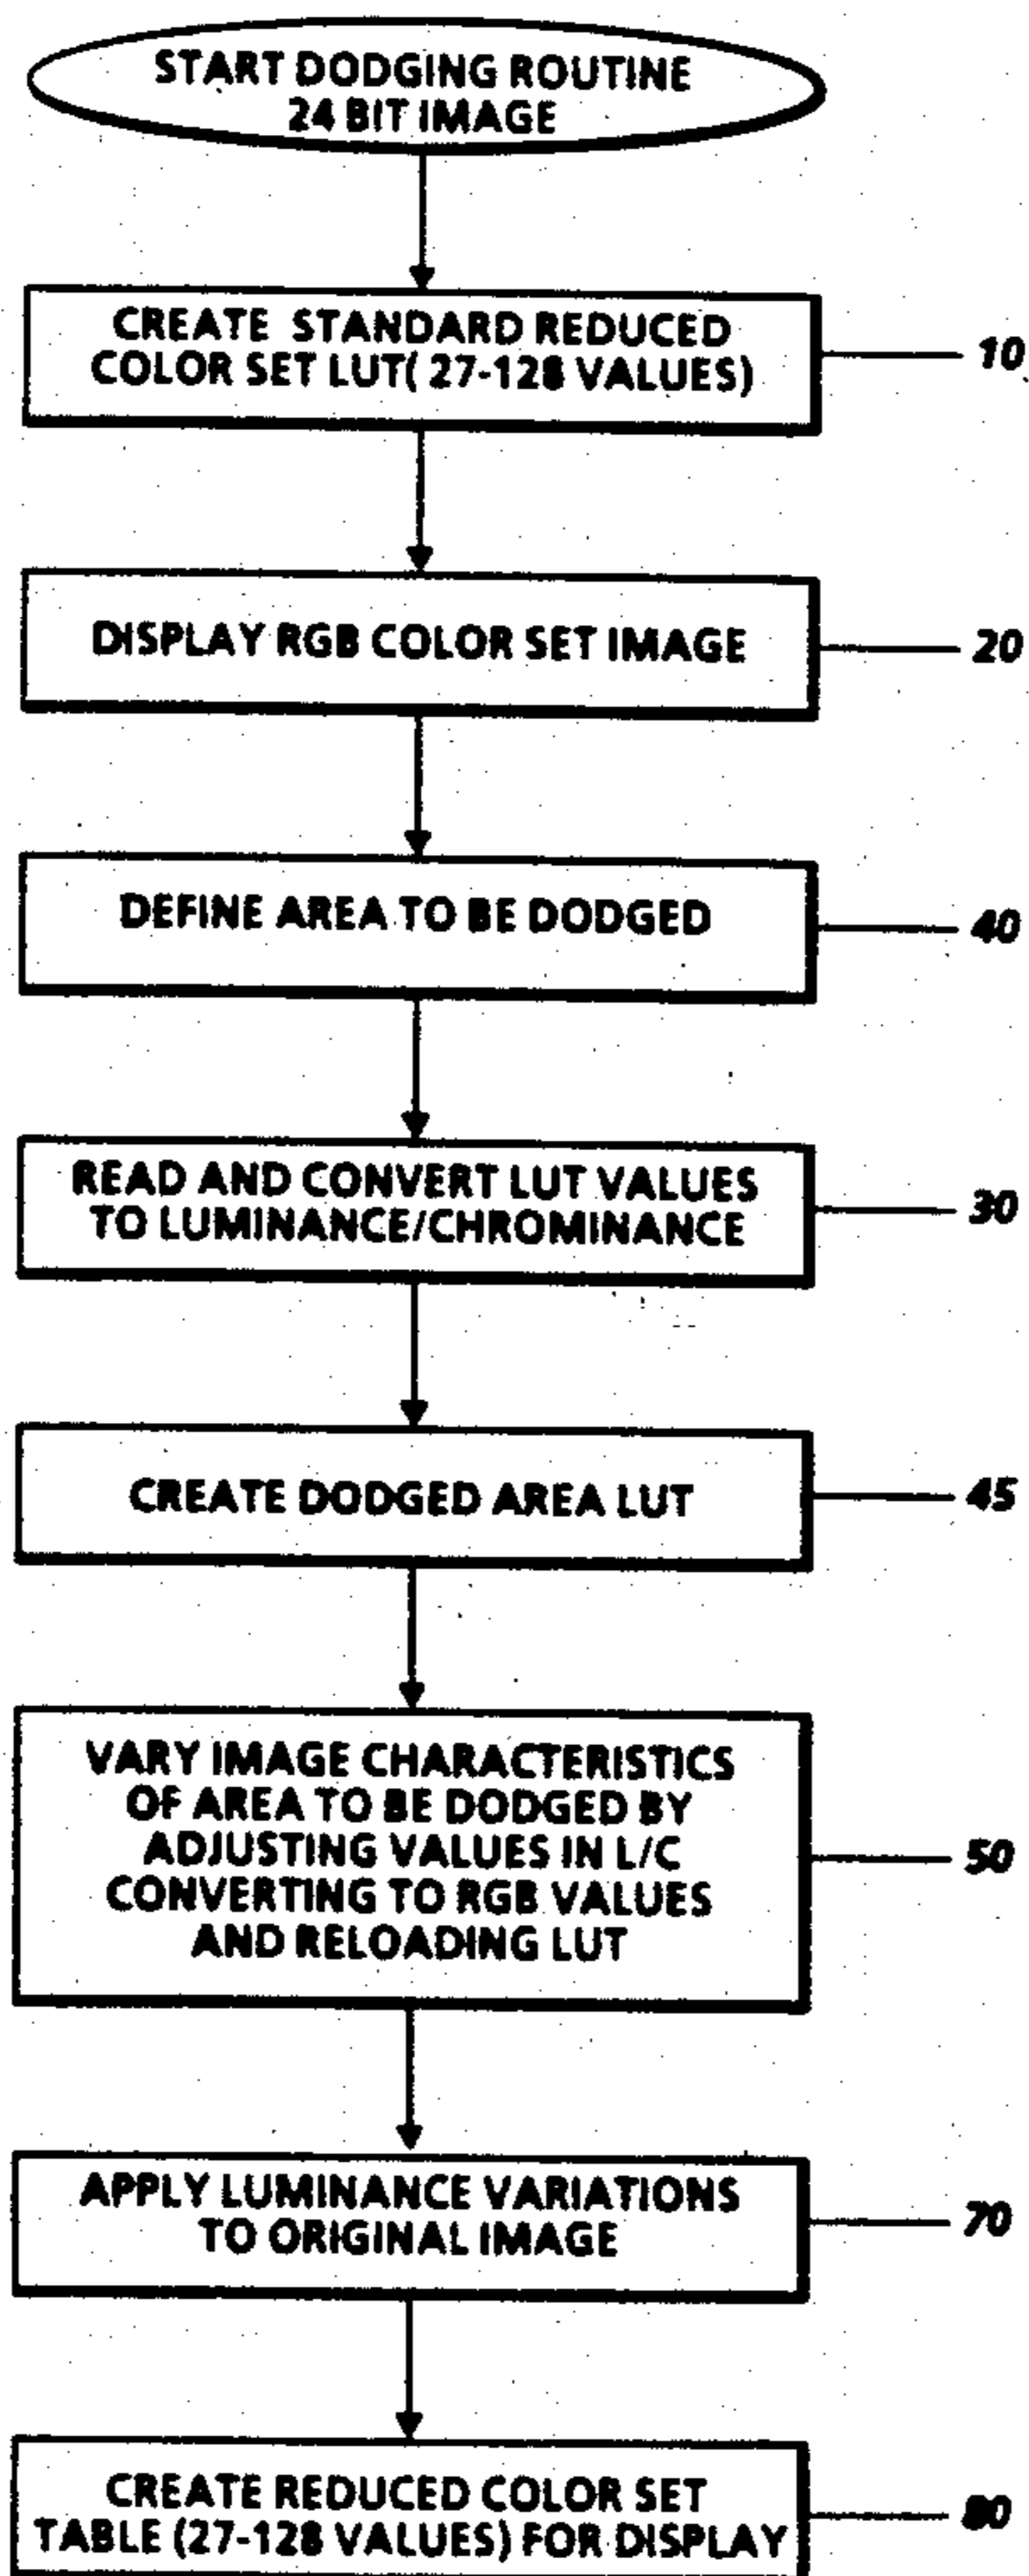 START DODGING ROUTINE
24 BIT IMAGE
CREATE STANDARD REDUCED
COLOR SET LUT( 27-128 VALUES)
10
DISPLAY RGB COLOR SET IMAGE
20
DEFINE AREA TO BE DODGED
40
READ AND CONVERT LUT VALUES
TO LUMINANCE/CHROMINANCE
30
CREATE DODGED AREA LUT
45
VARY IMAGE CHARACTERISTICS
OF AREA TO BE DODGED BY
ADJUSTING VALUES IN L/C
CONVERTING TO RGB VALUES
AND RELOADING LUT
50
APPLY LUMINANCE VARIATIONS
TO ORIGINAL IMAGE
70
CREATE REDUCED COLOR SET
TABLE (27-128 VALUES) FOR DISPLAY
80